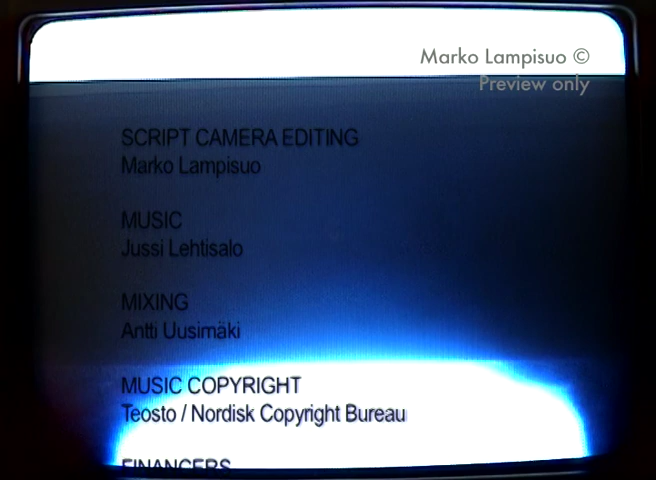 Marko Lampisuo ©
Preview only
SCRIPT CAMERA EDITING
Marko Lampisuo
MUSIC
Jussi Lehtisalo
MIXING
Antti Uusimäki
MUSIC COPYRIGHT
Teosto / Nordisk Copyright Bureau
FINANCERS